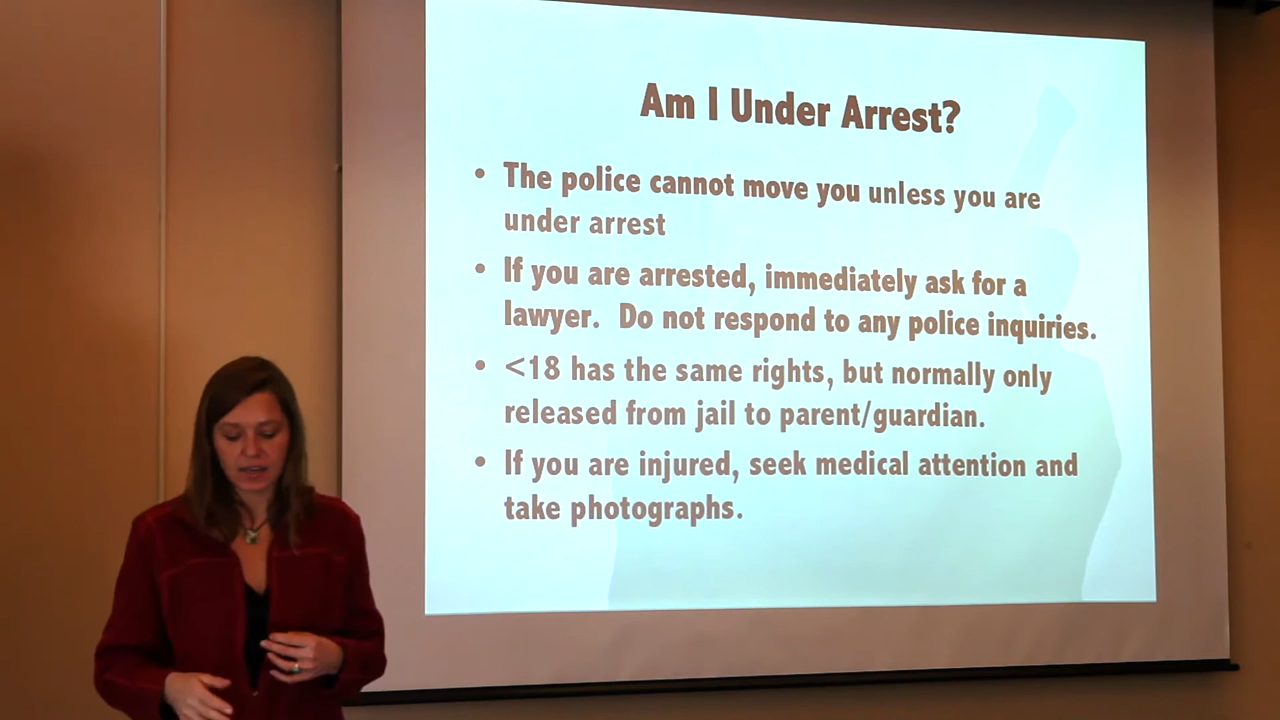 Am I Under Arrest?
• The police cannot move you unless you are
under arrest
• If you are arrested, immediately ask for a
lawyer. Do not respond to any police inquiries.
• <18 has the same rights, but normally only
released from jail to parent/guardian.
• If you are injured, seek medical attention and
take photographs.